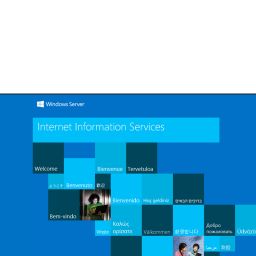 Windows Server
Internet Information Services
Welcome
Bienvenue
Tervetuloa
ようこそ
Benvenuto
歡迎
Bem-vindo
Bienvenido
Hoş geldiniz
ברוכים הבאים
Vítejte
Καλώς
ορίσατε
Välkommen
환영합니다
Добро
пожаловать
Üdvözöljük
مرحبا
欢迎